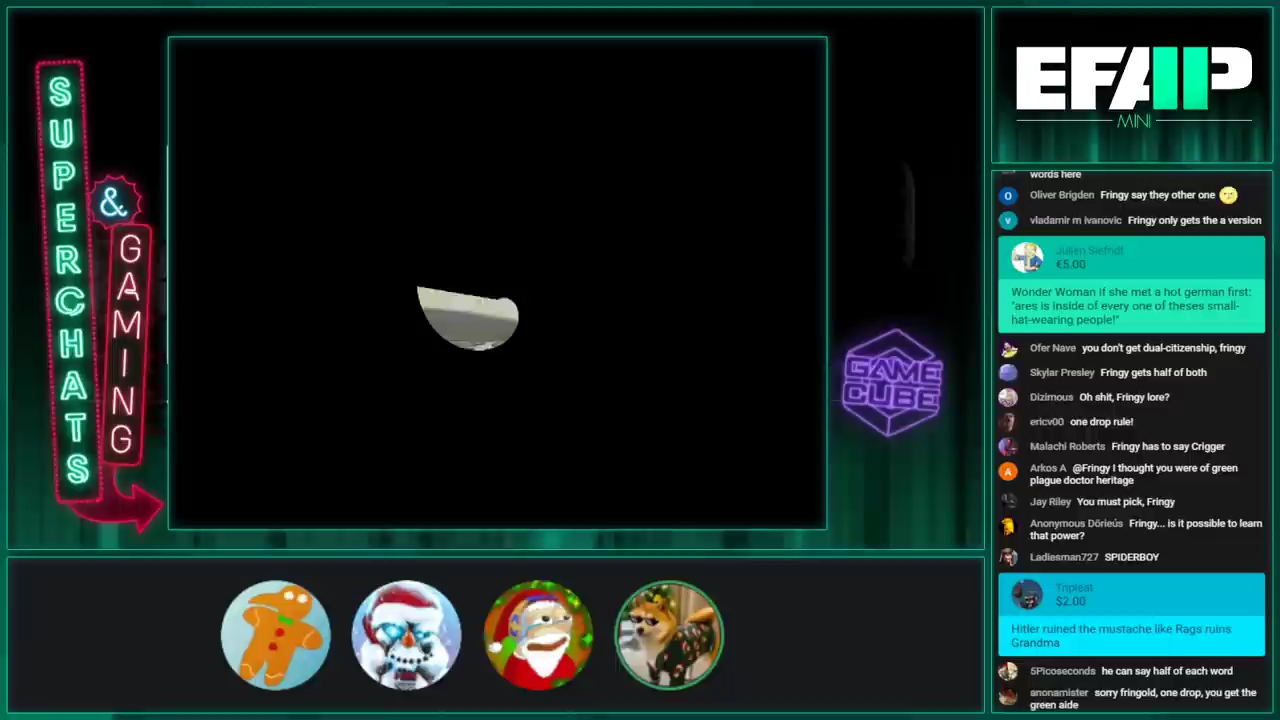 SUPERCHATS
&
GAMING
GAME
CUBE
EFAP
MINI
words here
Oliver Brigden Fringy say they other one
vladamir m ivanovic Fringy only gets the a version
Julien Siefridt
€5.00
Wonder Woman if she met a hot german first:
"ares is inside of every one of theses small-
hat-wearing people!"
Ofer Nave you don't get dual-citizenship, fringy
Skylar Presley Fringy gets half of both
Dizimous Oh shit, Fringy lore?
ericv00 one drop rule!
Malachi Roberts Fringy has to say Crigger
A
Arkos A @Fringy I thought you were of green
plague doctor heritage
Jay Riley You must pick, Fringy
Anonymous Dōrieús Fringy... is it possible to learn
that power?
Ladiesman727 SPIDERBOY
Tripleat
$2.00
Hitler ruined the mustache like Rags ruins
Grandma
5Picoseconds he can say half of each word
anonamister sorry fringold, one drop, you get the
green aide